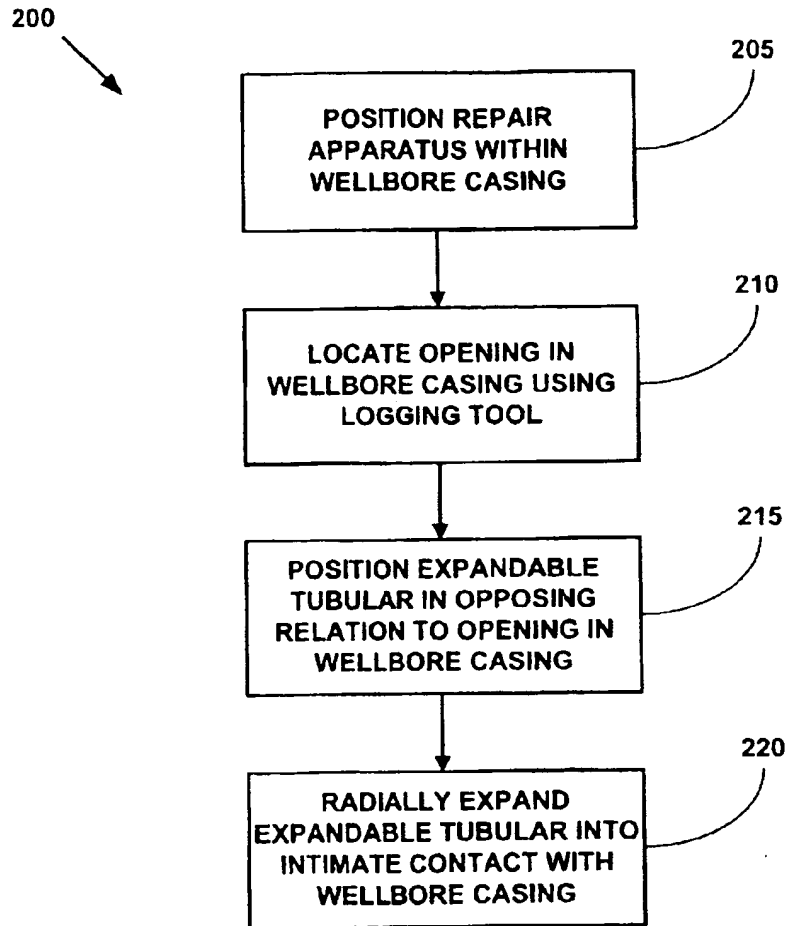 200
205
POSITION REPAIR
APPARATUS WITHIN
WELLBORE CASING
210
LOCATE OPENING IN
WELLBORE CASING USING
LOGGING TOOL
215
POSITION EXPANDABLE
TUBULAR IN OPPOSING
RELATION TO OPENING IN
WELLBORE CASING
220
RADIALLY EXPAND
EXPANDABLE TUBULAR INTO
INTIMATE CONTACT WITH
WELLBORE CASING